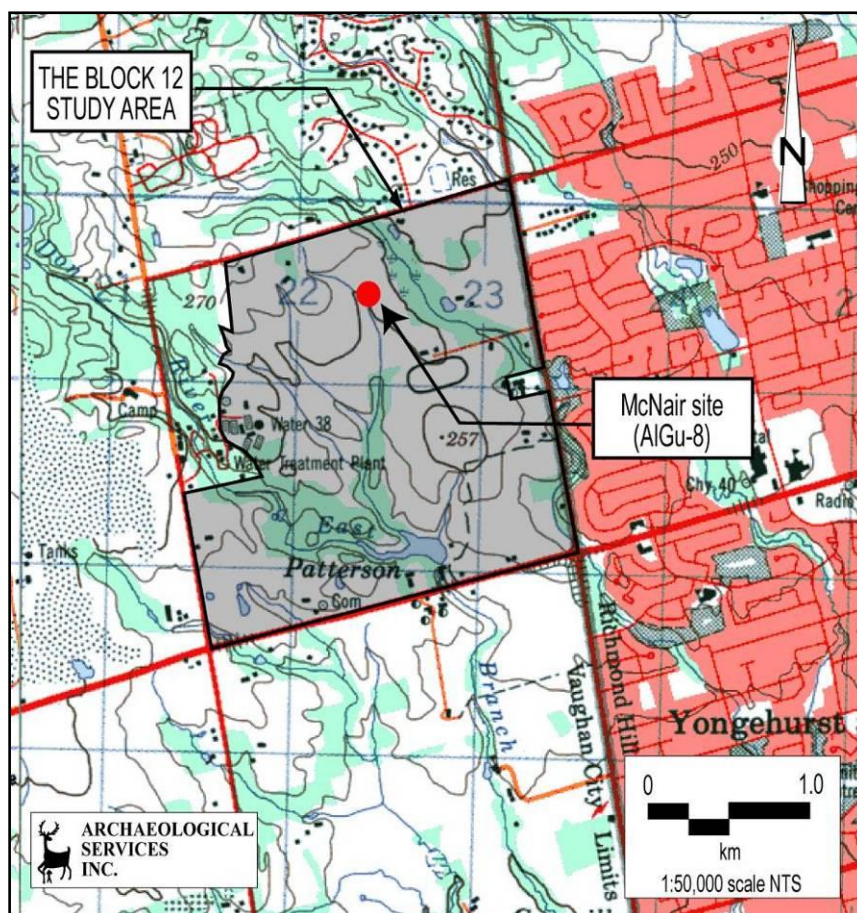 THE BLOCK 12
STUDY AREA
Res
250
N
Shopping
Don
270
22
23
River
Camp
Water 38
Water Treatment Plant
257
McNair site
(AlGu-8)
Chy 40
Radio
Tanks
East
Patterson
Com
Branch
Richmond Hill
Vaughan City
Limits
Yongehurst
0
1.0
km
1:50,000 scale NTS
ARCHAEOLOGICAL
SERVICES
INC.